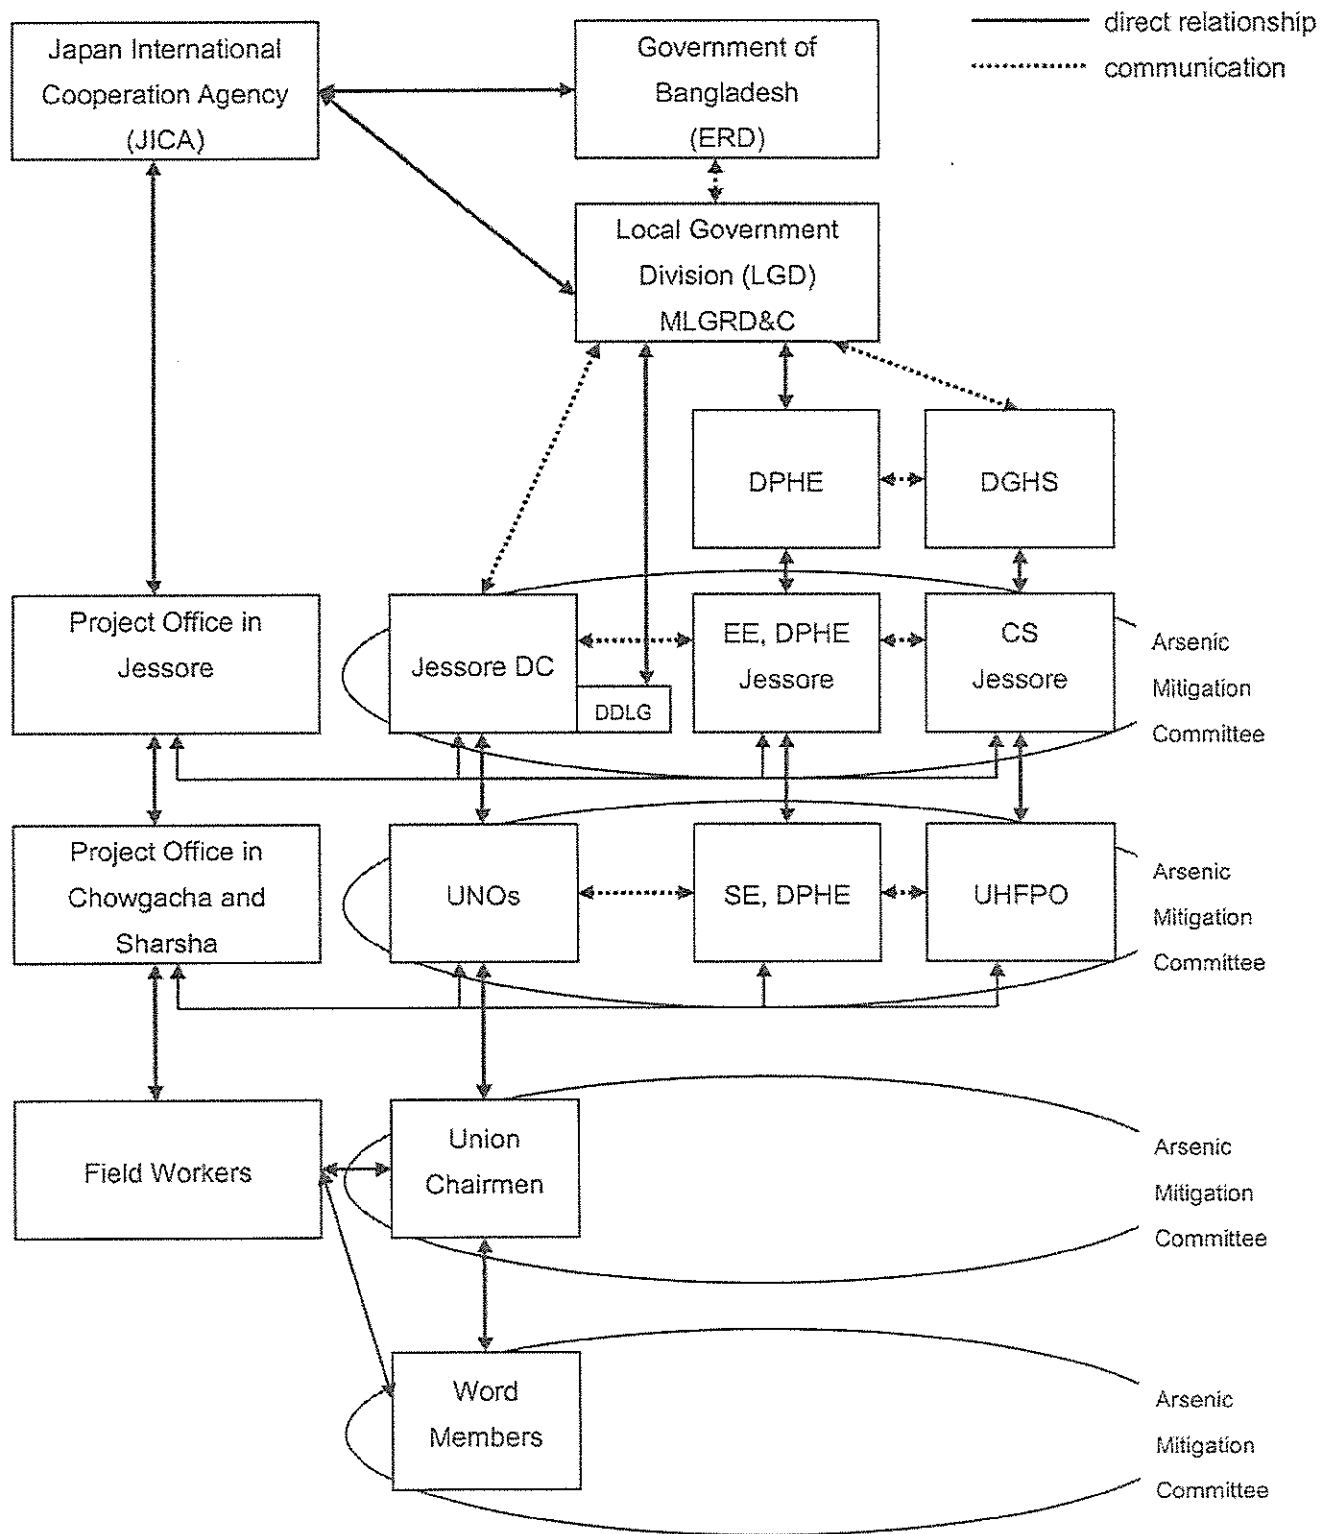 direct relationship
communication
Japan International
Cooperation Agency
(JICA)
Government of
Bangladesh
(ERD)
Local Government
Division (LGD)
MLGRD&C
DPHE
DGHS
Project Office in
Jessore
Jessore DC
DDLG
EE, DPHE
Jessore
CS
Jessore
Arsenic
Mitigation
Committee
Project Office in
Chowgacha and
Sharsha
UNOs
SE, DPHE
UHFPO
Arsenic
Mitigation
Committee
Field Workers
Union
Chairmen
Arsenic
Mitigation
Committee
Word
Members
Arsenic
Mitigation
Committee